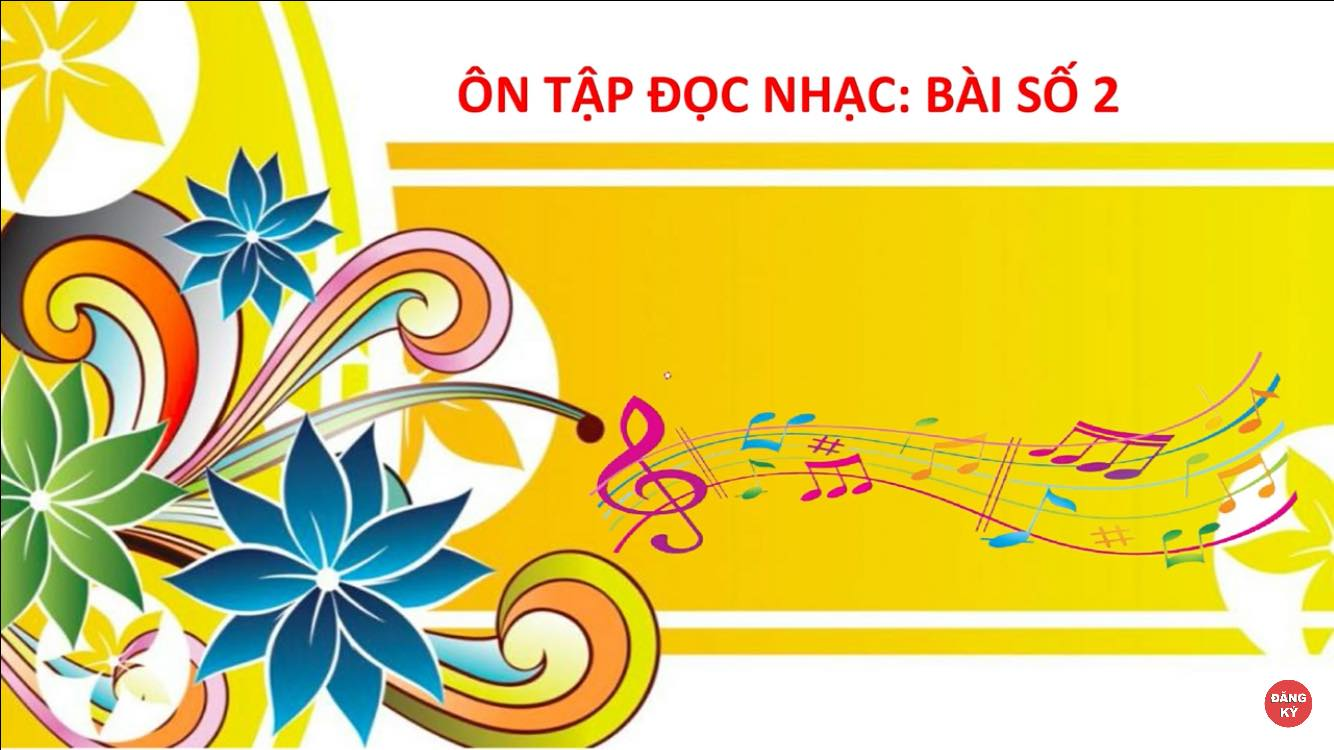 ÔN TẬP ĐỌC NHẠC: BÀI SỐ 2
ĐĂNG
KÝ